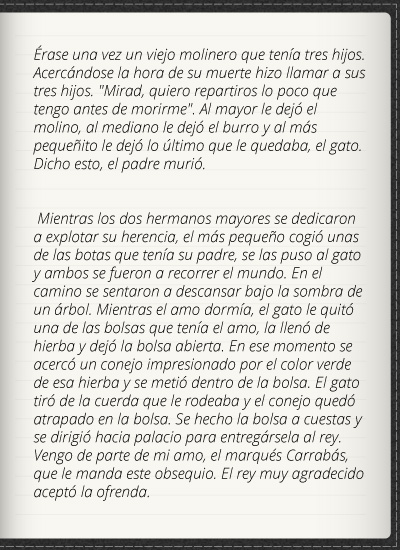 Érase una vez un viejo molinero que tenía tres hijos.
Acercándose la hora de su muerte hizo llamar a sus
tres hijos. "Mirad, quiero repartiros lo poco que
tengo antes de morirme". Al mayor le dejó el
molino, al mediano le dejó el burro y al más
pequeñito le dejó lo último que le quedaba, el gato.
Dicho esto, el padre murió.
Mientras los dos hermanos mayores se dedicaron
a explotar su herencia, el más pequeño cogió unas
de las botas que tenía su padre, se las puso al gato
y ambos se fueron a recorrer el mundo. En el
camino se sentaron a descansar bajo la sombra de
un árbol. Mientras el amo dormía, el gato le quitó
una de las bolsas que tenía el amo, la llenó de
hierba y dejó la bolsa abierta. En ese momento se
acercó un conejo impresionado por el color verde
de esa hierba y se metió dentro de la bolsa. El gato
tiró de la cuerda que le rodeaba y el conejo quedó
atrapado en la bolsa. Se hecho la bolsa a cuestas y
se dirigió hacia palacio para entregársela al rey.
Vengo de parte de mi amo, el marqués Carrabás,
que le manda este obsequio. El rey muy agradecido
aceptó la ofrenda.